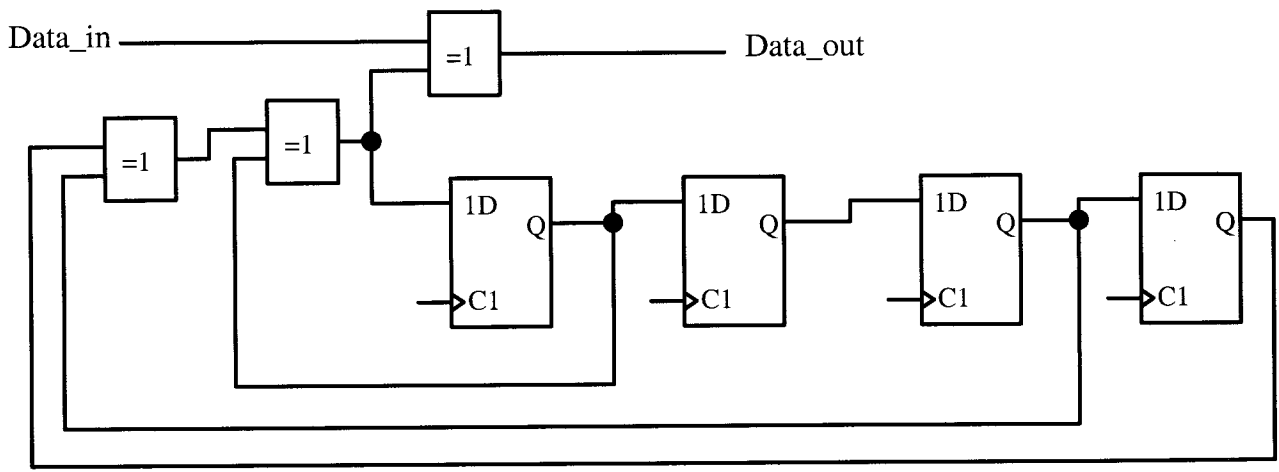 Data_in
=1
Data_out
=1
=1
1D
Q
C1
1D
Q
C1
1D
Q
C1
1D
Q
C1